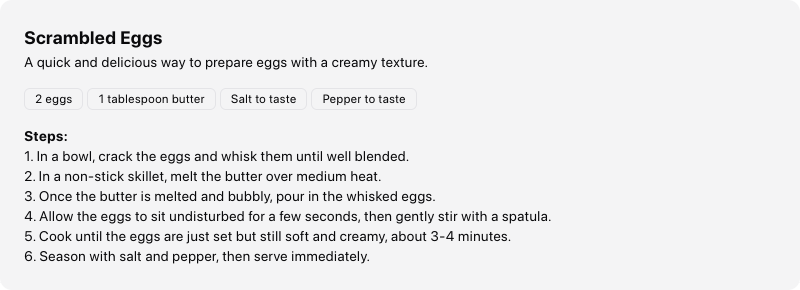 Scrambled Eggs
A quick and delicious way to prepare eggs with a creamy texture.
2 eggs 1 tablespoon butter Salt to taste Pepper to taste
Steps:
1. In a bowl, crack the eggs and whisk them until well blended.
2. In a non-stick skillet, melt the butter over medium heat.
3. Once the butter is melted and bubbly, pour in the whisked eggs.
4. Allow the eggs to sit undisturbed for a few seconds, then gently stir with a spatula.
5. Cook until the eggs are just set but still soft and creamy, about 3-4 minutes.
6. Season with salt and pepper, then serve immediately.